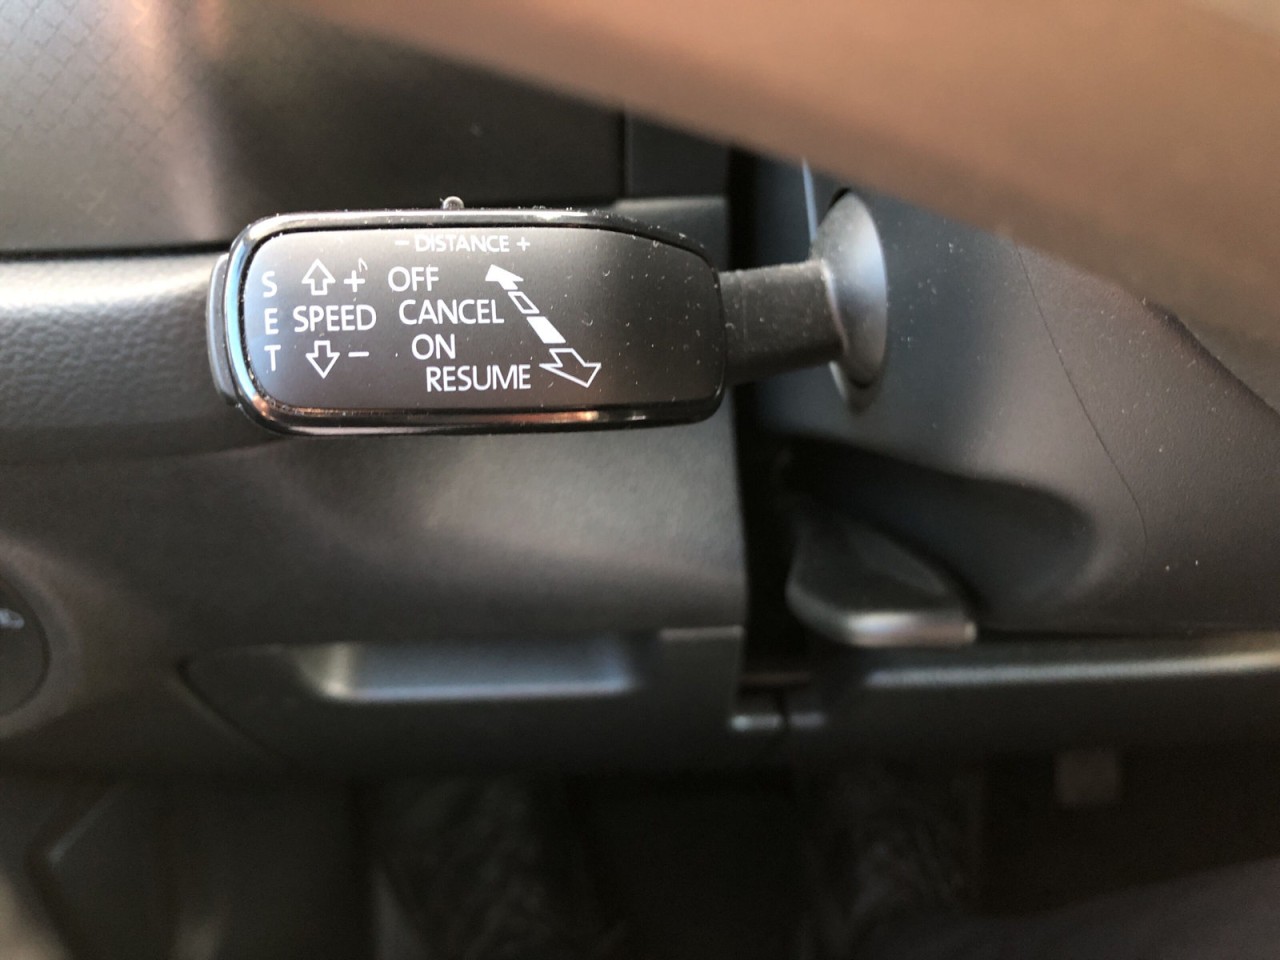 - DISTANCE +
S + OFF
E SPEED CANCEL
T - ON
RESUME